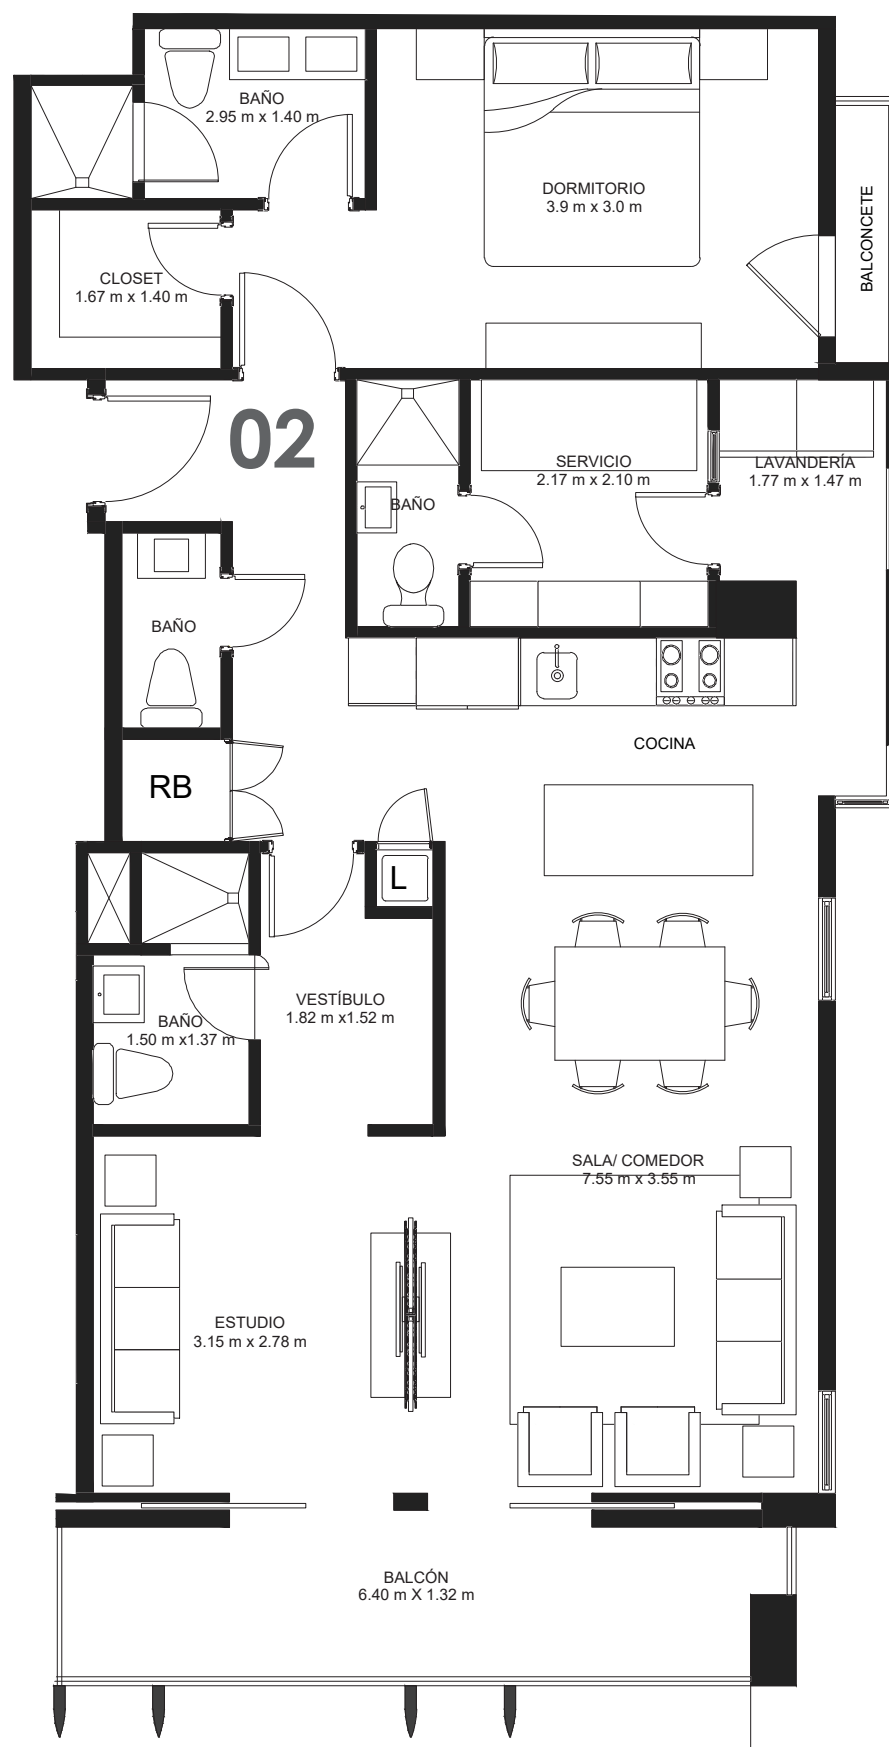 BAÑO
2.95 m x 1.40 m
DORMITORIO
3.9 m x 3.0 m
BALCONCETE
CLOSET
1.67 m x 1.40 m
02
SERVICIO
2.17 m x 2.10 m
LAVANDERÍA
1.77 m x 1.47 m
BAÑO
BAÑO
COCINA
RB
L
VESTÍBULO
1.82 m x1.52 m
BAÑO
1.50 m x1.37 m
SALA/ COMEDOR
7.55 m x 3.55 m
ESTUDIO
3.15 m x 2.78 m
BALCÓN
6.40 m X 1.32 m